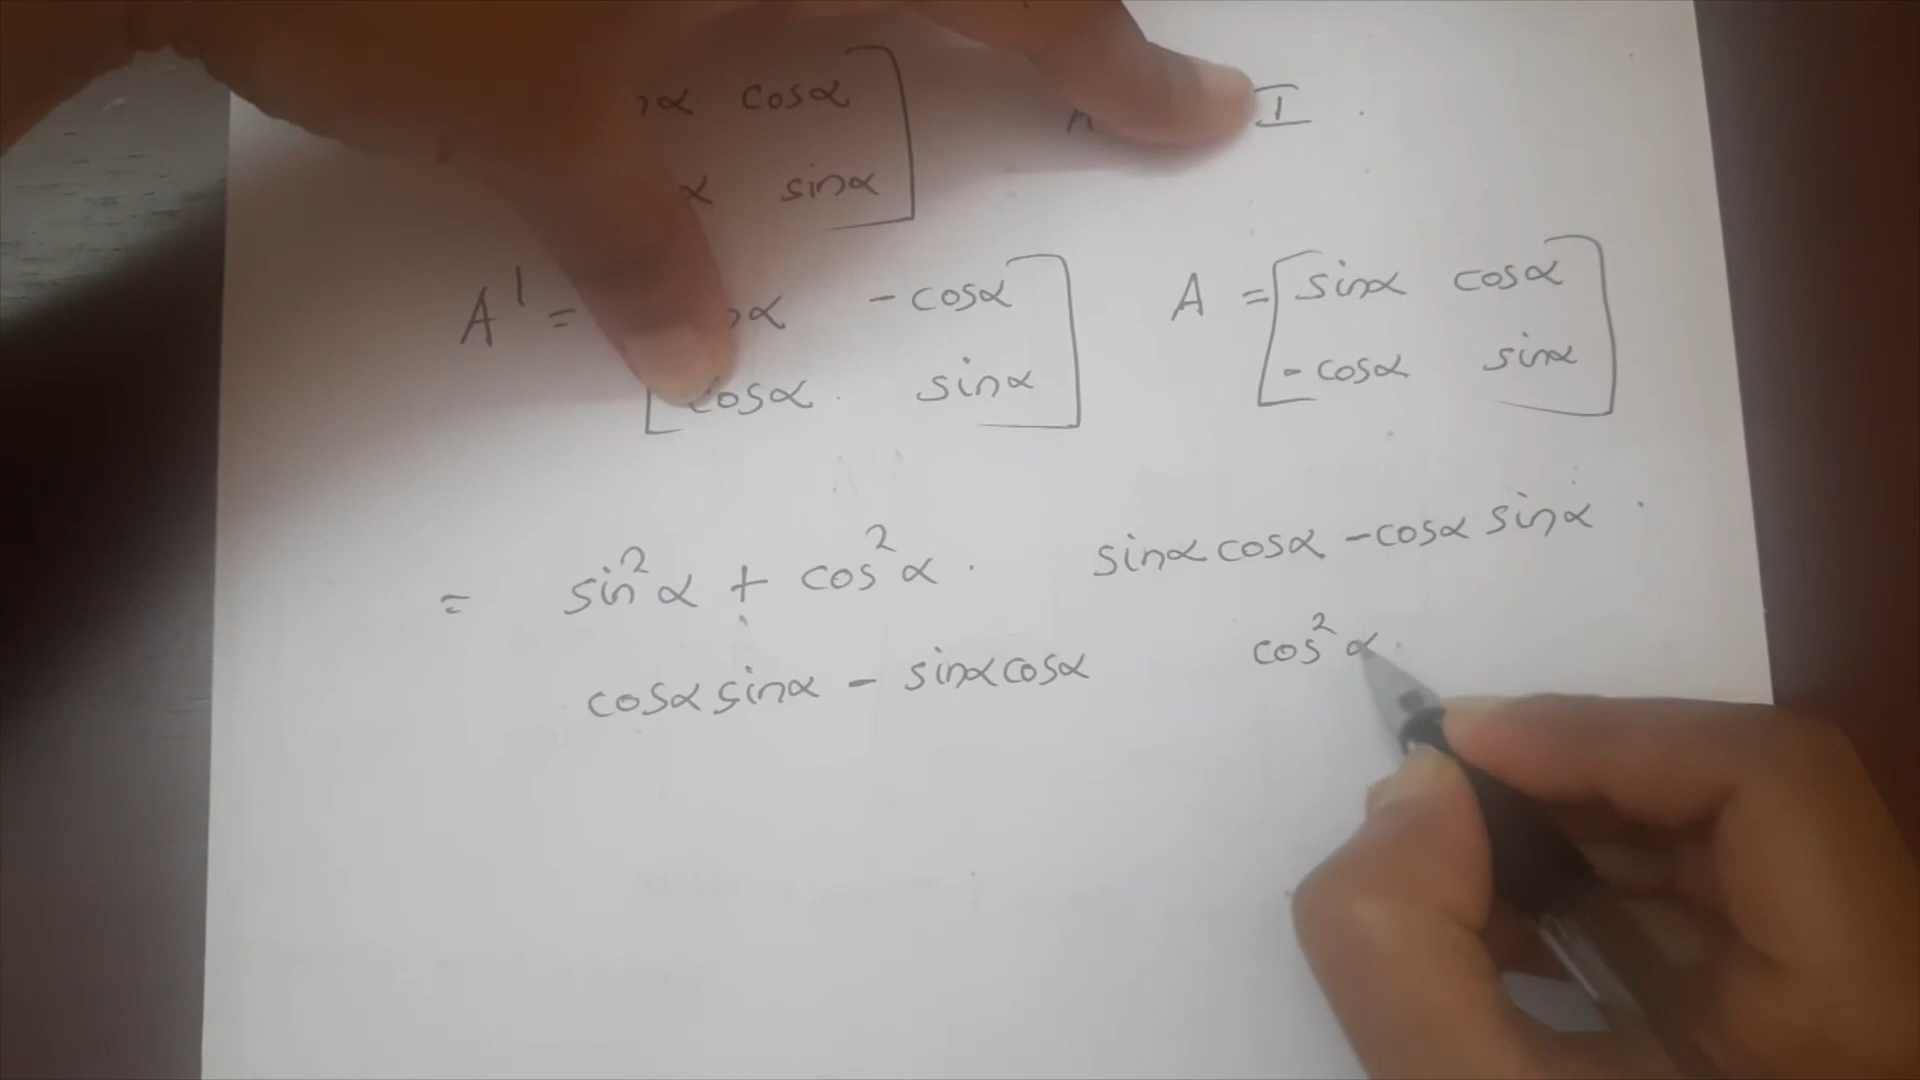 α cosα I
α sinα
A' = α - cosα A = sinα cosα
cosα sinα - cosα sinα
= sin²α + cos²α. sinα cosα - cosα sinα
cosα sinα - sinα cosα cos²α